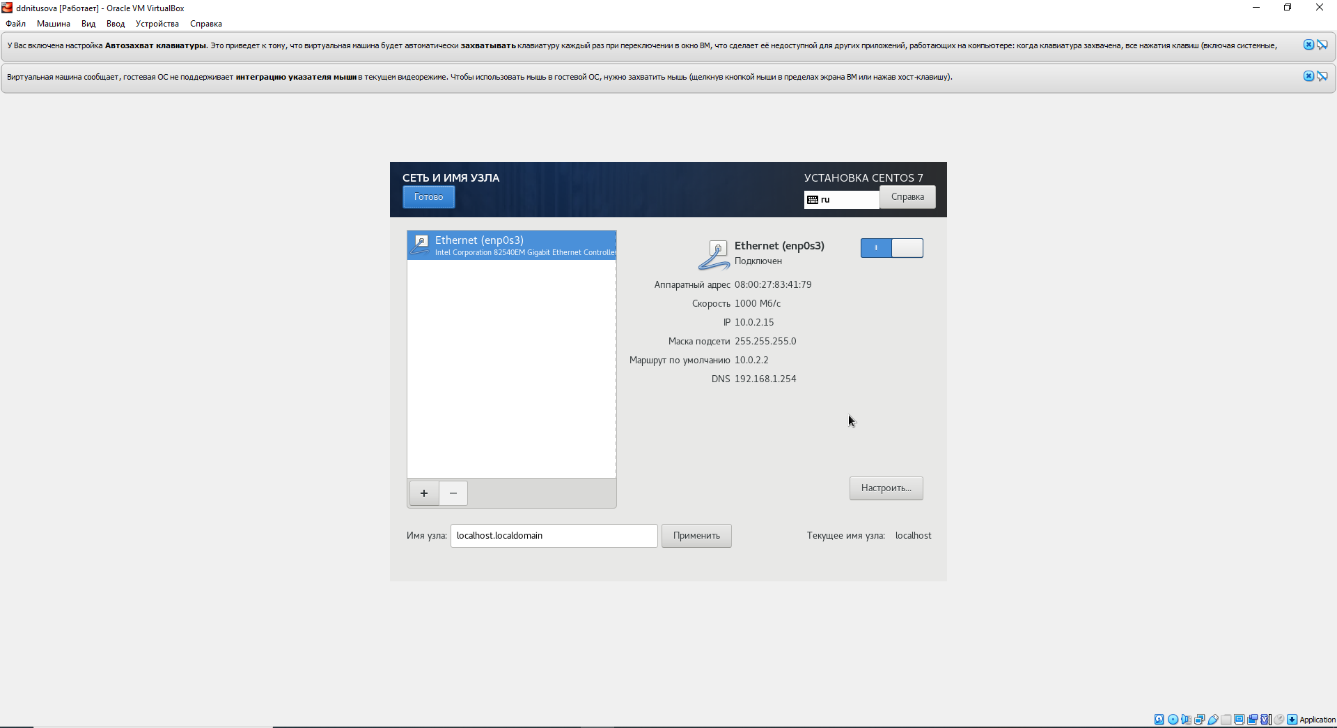 ddnitusova [Работает] - Oracle VM VirtualBox
Файл Машина Вид Ввод Устройства Справка
У Вас включена настройка Автозахват клавиатуры. Это приведет к тому, что виртуальная машина будет автоматически захватывать клавиатуру каждый раз при переключении в окно ВМ, что сделает её недоступной для других приложений, работающих на компьютере: когда клавиатура захвачена, все нажатия клавиш (включая системные,
Виртуальная машина сообщает, гостевая ОС не поддерживает интеграцию указателя мыши в текущем видеорежиме. Чтобы использовать мышь в гостевой ОС, нужно захватить мышь (щелкнув кнопкой мыши в пределах экрана ВМ или нажав хост-клавишу).
СЕТЬ И ИМЯ УЗЛА
УСТАНОВКА CENTOS 7
Готово
ru
Справка
Ethernet (enp0s3)
Intel Corporation 82540EM Gigabit Ethernet Controlle
Ethernet (enp0s3)
Подключен
Аппаратный адрес 08:00:27:83:41:79
Скорость 1000 Мб/с
IP 10.0.2.15
Маска подсети 255.255.255.0
Маршрут по умолчанию 10.0.2.2
DNS 192.168.1.254
+ −
Настроить...
Имя узла: localhost.localdomain Применить Текущее имя узла: localhost
Application